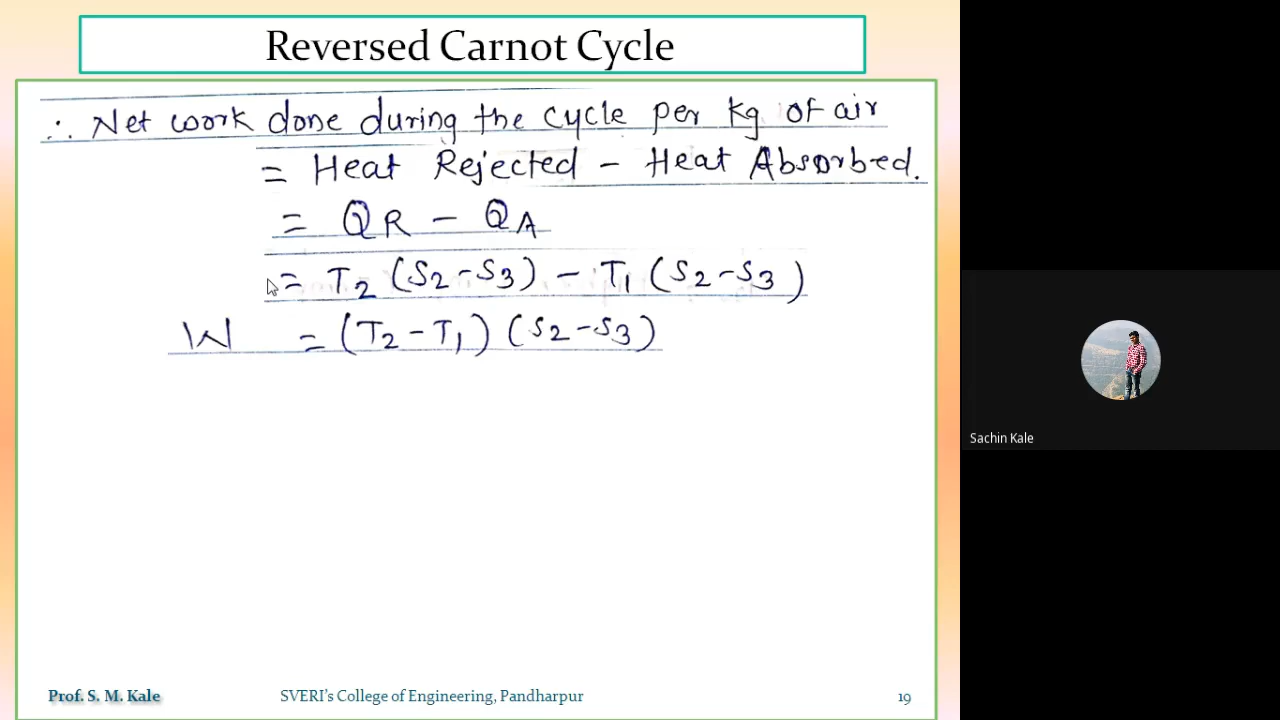 Reversed Carnot Cycle
∴ Net work done during the cycle per kg of air
= Heat Rejected - Heat Absorbed.
= QR - QA
= T2 (S2-S3) - T1 (S2-S3)
W = (T2-T1) (S2-S3)
Sachin Kale
Prof. S. M. Kale SVERI's College of Engineering, Pandharpur 19